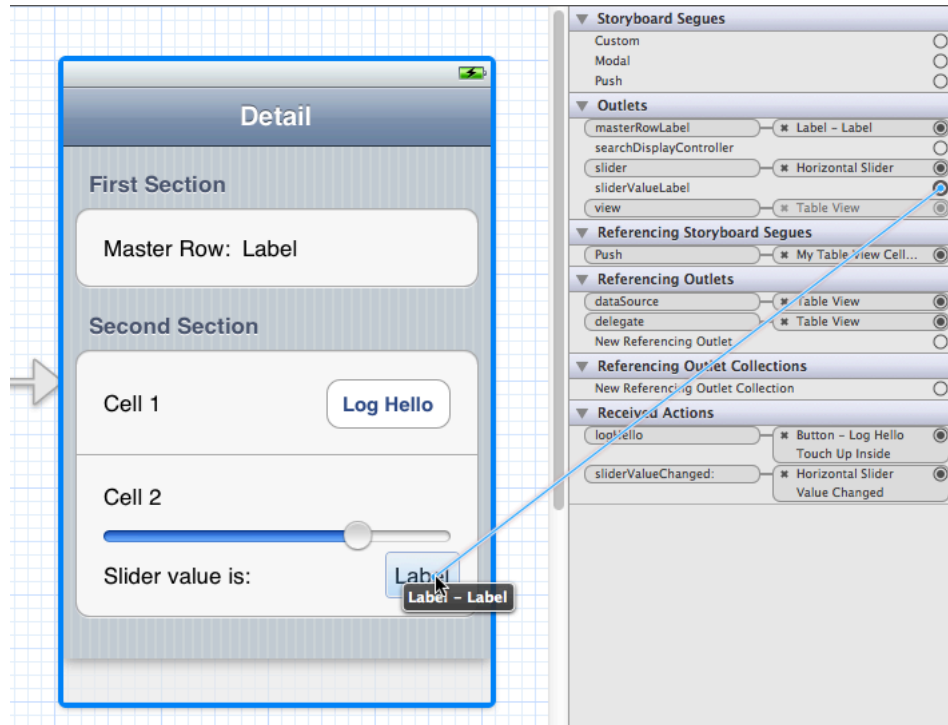 Detail
First Section
Master Row: Label
Second Section
Cell 1
Log Hello
Cell 2
Slider value is:
Label
Label – Label
Storyboard Segues
Custom
Modal
Push
Outlets
masterRowLabel
Label – Label
searchDisplayController
slider
Horizontal Slider
sliderValueLabel
view
Table View
Referencing Storyboard Segues
Push
My Table View Cell...
Referencing Outlets
dataSource
Table View
delegate
Table View
New Referencing Outlet
Referencing Outlet Collections
New Referencing Outlet Collection
Received Actions
logHello
Button – Log Hello
Touch Up Inside
sliderValueChanged:
Horizontal Slider
Value Changed